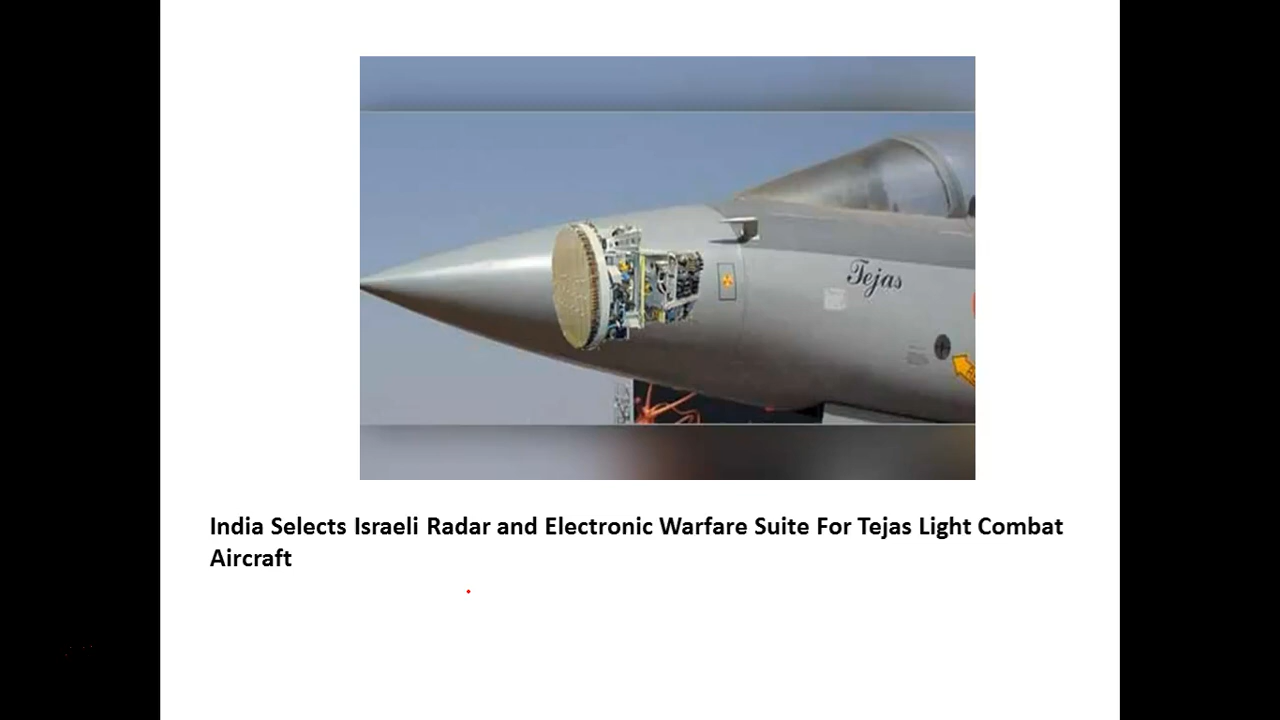 Tejas
India Selects Israeli Radar and Electronic Warfare Suite For Tejas Light Combat
Aircraft